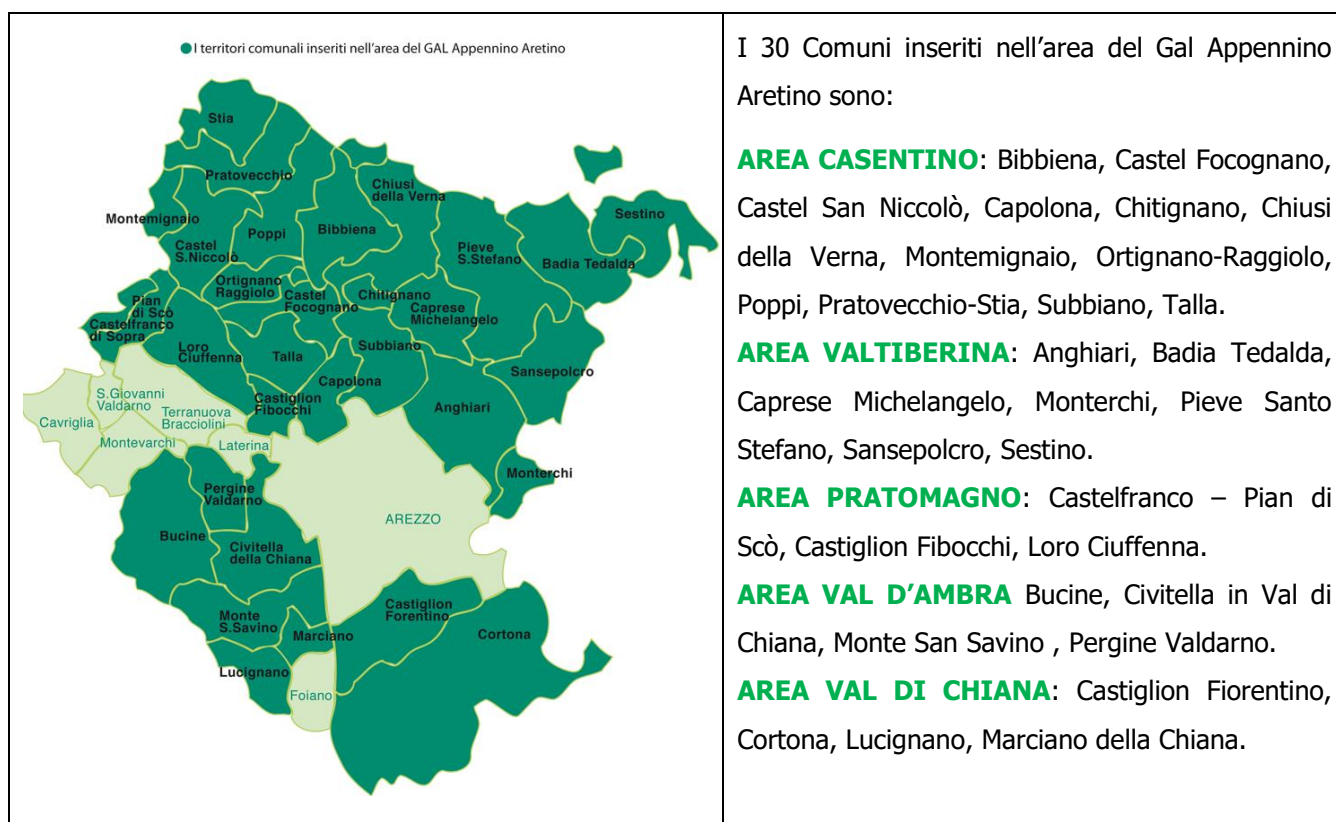 I territori comunali inseriti nell'area del GAL Appennino Aretino
Stia
Pratovecchio
Chiusi
della Verna
Montemignaio
Poppi
Bibbiena
Sestino
Castel
S.Niccolò
Pieve
S.Stefano
Badia Tedalda
Ortignano
Raggiolo
Castel
Focognano
Chitignano
Caprese
Michelangelo
Pian
di Scò
Castelfranco
di Sopra
Loro
Ciuffenna
Talla
Subbiano
Sansepolcro
Capolona
Castiglion
Fibocchi
Anghiari
S.Giovanni
Valdarno
Cavriglia
Terranuova
Bracciolini
Montevarchi
Laterina
Monterchi
Pergine
Valdarno
AREZZO
Bucine
Civitella
della Chiana
Castiglion
Florentino
Monte
S.Savino
Marciano
Cortona
Lucignano
Foiano
I 30 Comuni inseriti nell'area del Gal Appennino
Aretino sono:
AREA CASENTINO: Bibbiena, Castel Focognano,
Castel San Niccolò, Capolona, Chitignano, Chiusi
della Verna, Montemignaio, Ortignano-Raggiolo,
Poppi, Pratovecchio-Stia, Subbiano, Talla.
AREA VALTIBERINA: Anghiari, Badia Tedalda,
Caprese Michelangelo, Monterchi, Pieve Santo
Stefano, Sansepolcro, Sestino.
AREA PRATOMAGNO: Castelfranco – Pian di
Scò, Castiglion Fibocchi, Loro Ciuffenna.
AREA VAL D'AMBRA Bucine, Civitella in Val di
Chiana, Monte San Savino , Pergine Valdarno.
AREA VAL DI CHIANA: Castiglion Fiorentino,
Cortona, Lucignano, Marciano della Chiana.